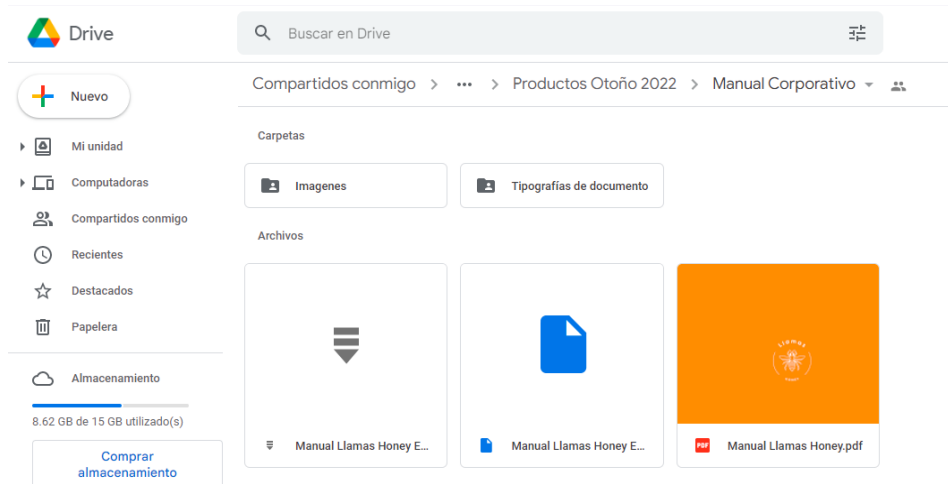 Drive
Buscar en Drive
Nuevo
Compartidos conmigo > ••• > Productos Otoño 2022 > Manual Corporativo
Mi unidad
Computadoras
Compartidos conmigo
Recientes
Destacados
Papelera
Almacenamiento
8.62 GB de 15 GB utilizado(s)
Comprar
almacenamiento
Carpetas
Imagenes
Tipografías de documento
Archivos
Llamas
Manual Llamas Honey E...
Manual Llamas Honey E...
PDF
Manual Llamas Honey.pdf